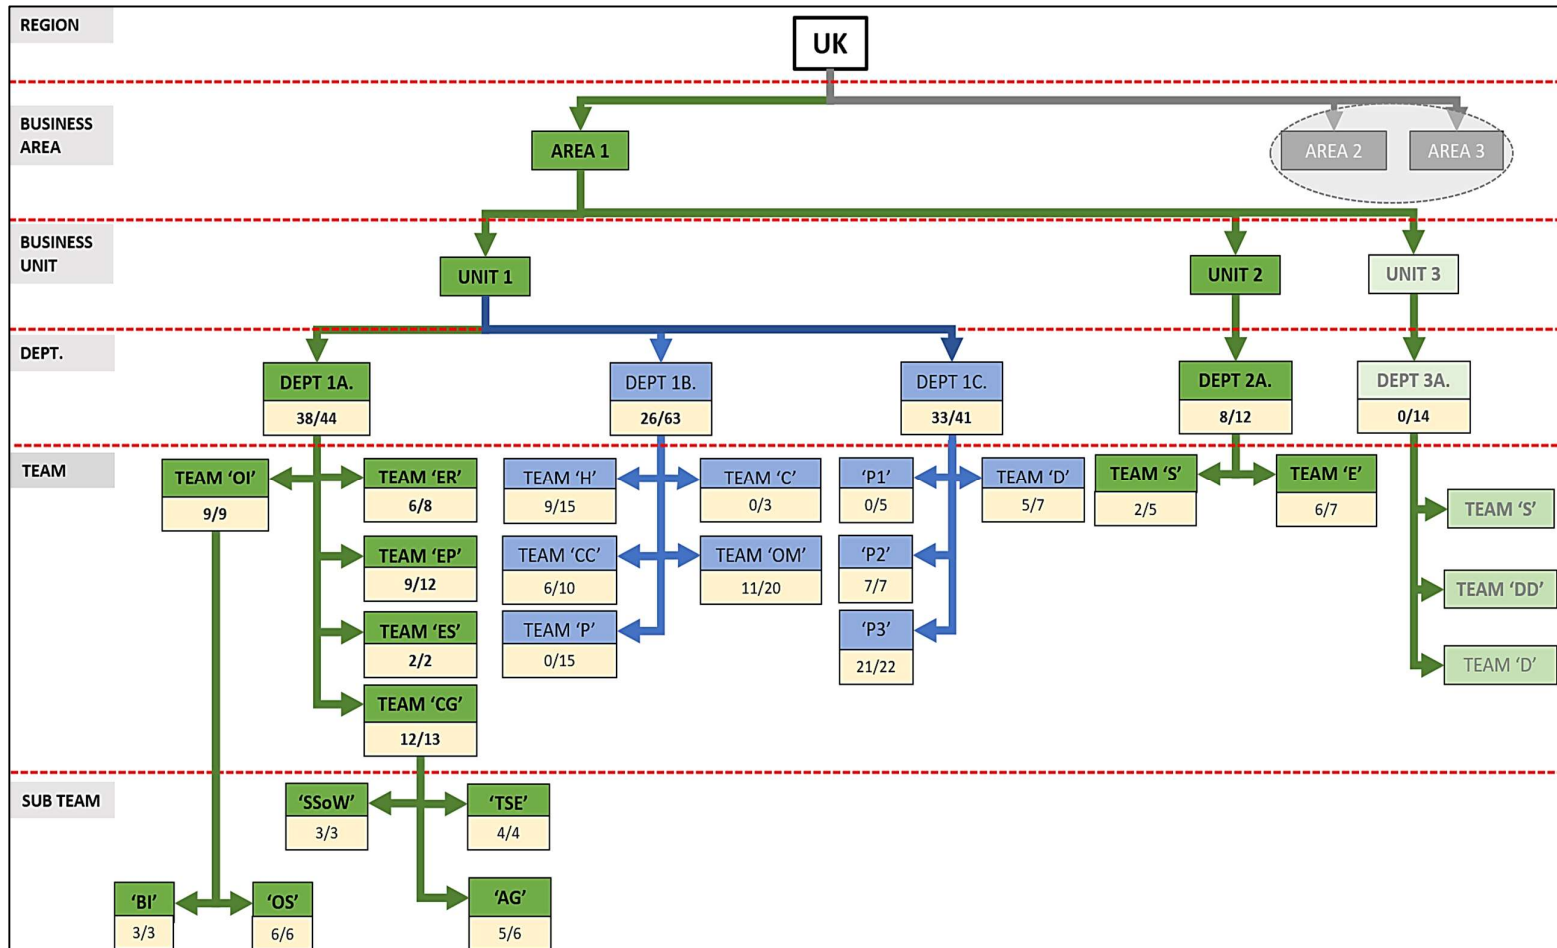 REGION
UK
BUSINESS
AREA
AREA 1
AREA 2
AREA 3
BUSINESS
UNIT
UNIT 1
UNIT 2
UNIT 3
DEPT.
DEPT 1A.
38/44
DEPT 1B.
26/63
DEPT 1C.
33/41
DEPT 2A.
8/12
DEPT 3A.
0/14
TEAM
TEAM ‘OI’
9/9
TEAM ‘ER’
6/8
TEAM ‘EP’
9/12
TEAM ‘ES’
2/2
TEAM ‘CG’
12/13
TEAM ‘H’
9/15
TEAM ‘C’
0/3
TEAM ‘CC’
6/10
TEAM ‘OM’
11/20
TEAM ‘P’
0/15
‘P1’
0/5
TEAM ‘D’
5/7
‘P2’
7/7
‘P3’
21/22
TEAM ‘S’
2/5
TEAM ‘E’
6/7
TEAM ‘S’
TEAM ‘DD’
TEAM ‘D’
SUB TEAM
‘SSoW’
3/3
‘TSE’
4/4
‘BI’
3/3
‘OS’
6/6
‘AG’
5/6